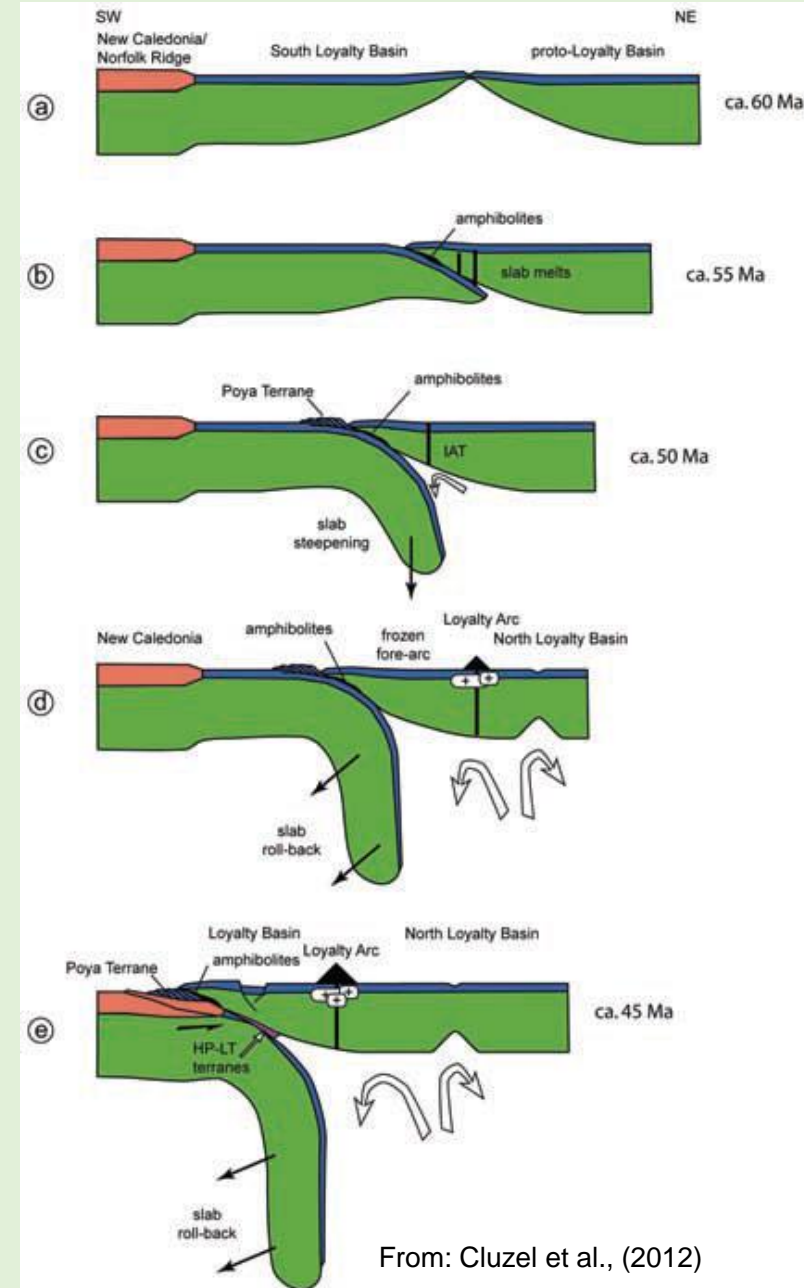 SW
NE
New Caledonia/
Norfolk Ridge
South Loyalty Basin
proto-Loyalty Basin
a
ca. 60 Ma
amphibolites
b
slab melts
ca. 55 Ma
Poya Terrane
amphibolites
c
IAT
ca. 50 Ma
slab
steepening
New Caledonia
amphibolites
frozen
fore-arc
Loyalty Arc
North Loyalty Basin
d
+ +
slab
roll-back
Loyalty Basin
North Loyalty Basin
Poya Terrane
amphibolites
Loyalty Arc
+ + +
ca. 45 Ma
e
HP-LT
terranes
slab
roll-back
From: Cluzel et al., (2012)